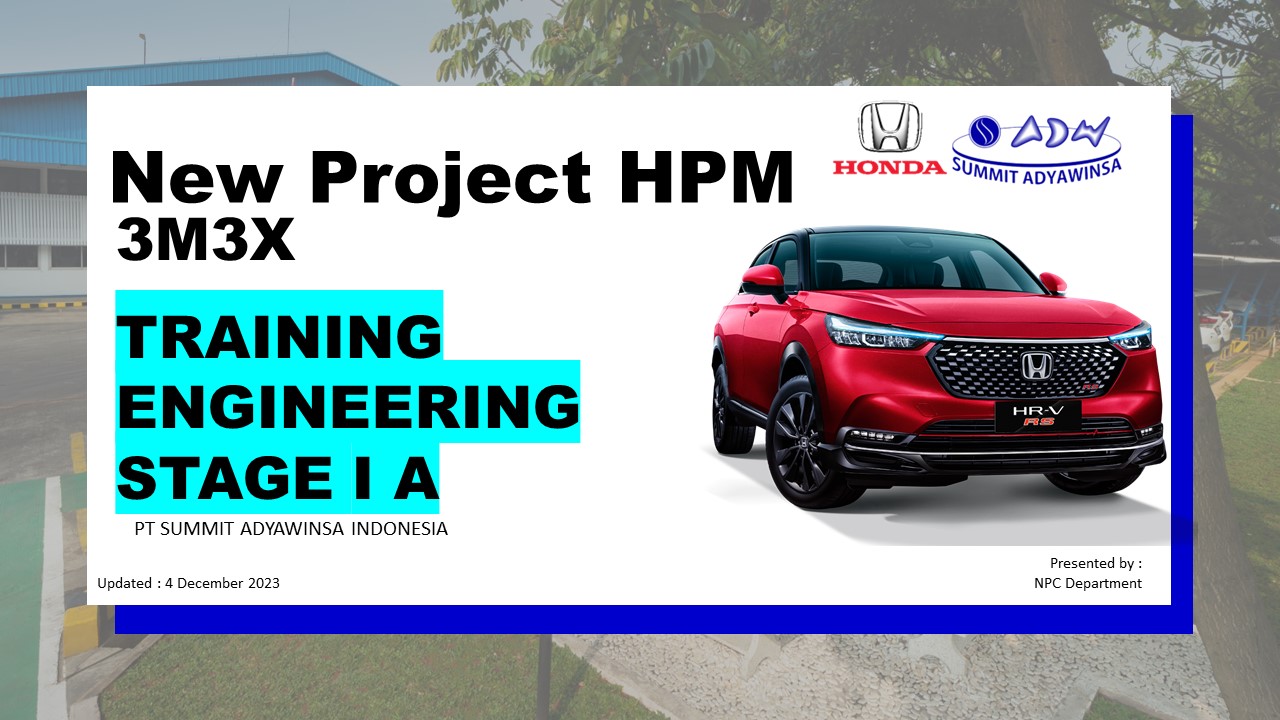 New Project HPM
3M3X
HONDA
ADW
SUMMIT ADYAWINSA
TRAINING
ENGINEERING
STAGE I A
PT SUMMIT ADYAWINSA INDONESIA
HR-V
RS
RS
Updated : 4 December 2023
Presented by :
NPC Department